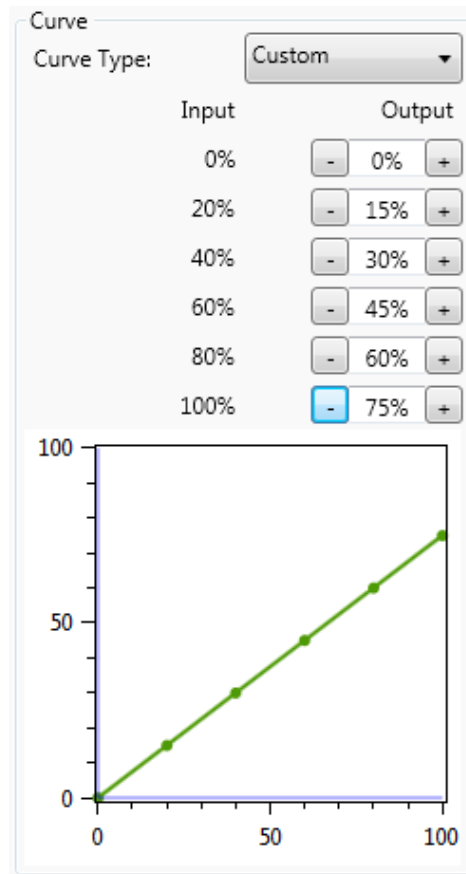 Curve
Curve Type: Custom
Input Output
0% - 0% +
20% - 15% +
40% - 30% +
60% - 45% +
80% - 60% +
100% - 75% +
100
50
0
0 50 100